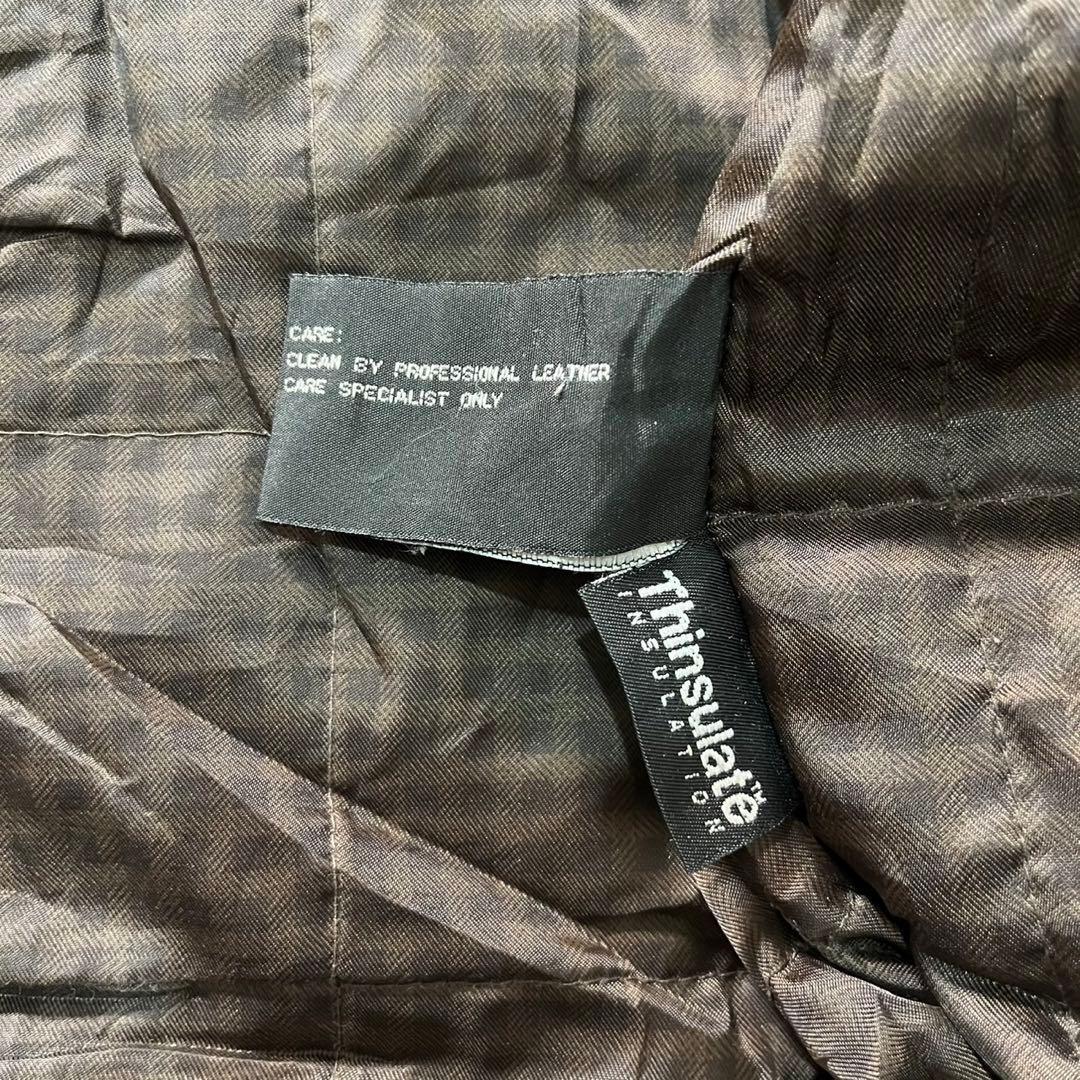 CARE:
CLEAN BY PROFESSIONAL LEATHER
CARE SPECIALIST ONLY
Thinsulate™
INSULATION